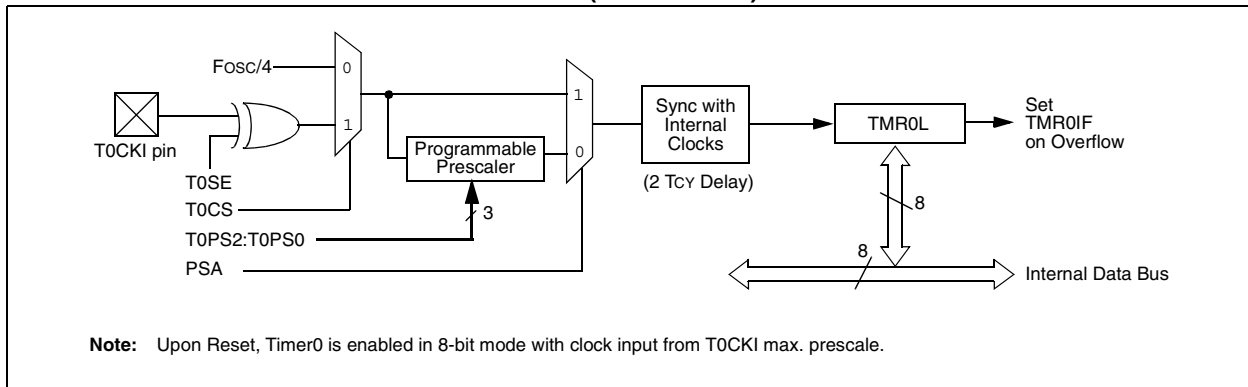 FOSC/4
0
1
T0CKI pin
T0SE
T0CS
T0PS2:T0PS0
PSA
Programmable
Prescaler
3
1
0
Sync with
Internal
Clocks
(2 TCY Delay)
TMR0L
Set
TMR0IF
on Overflow
8
8
Internal Data Bus
Note: Upon Reset, Timer0 is enabled in 8-bit mode with clock input from T0CKI max. prescale.